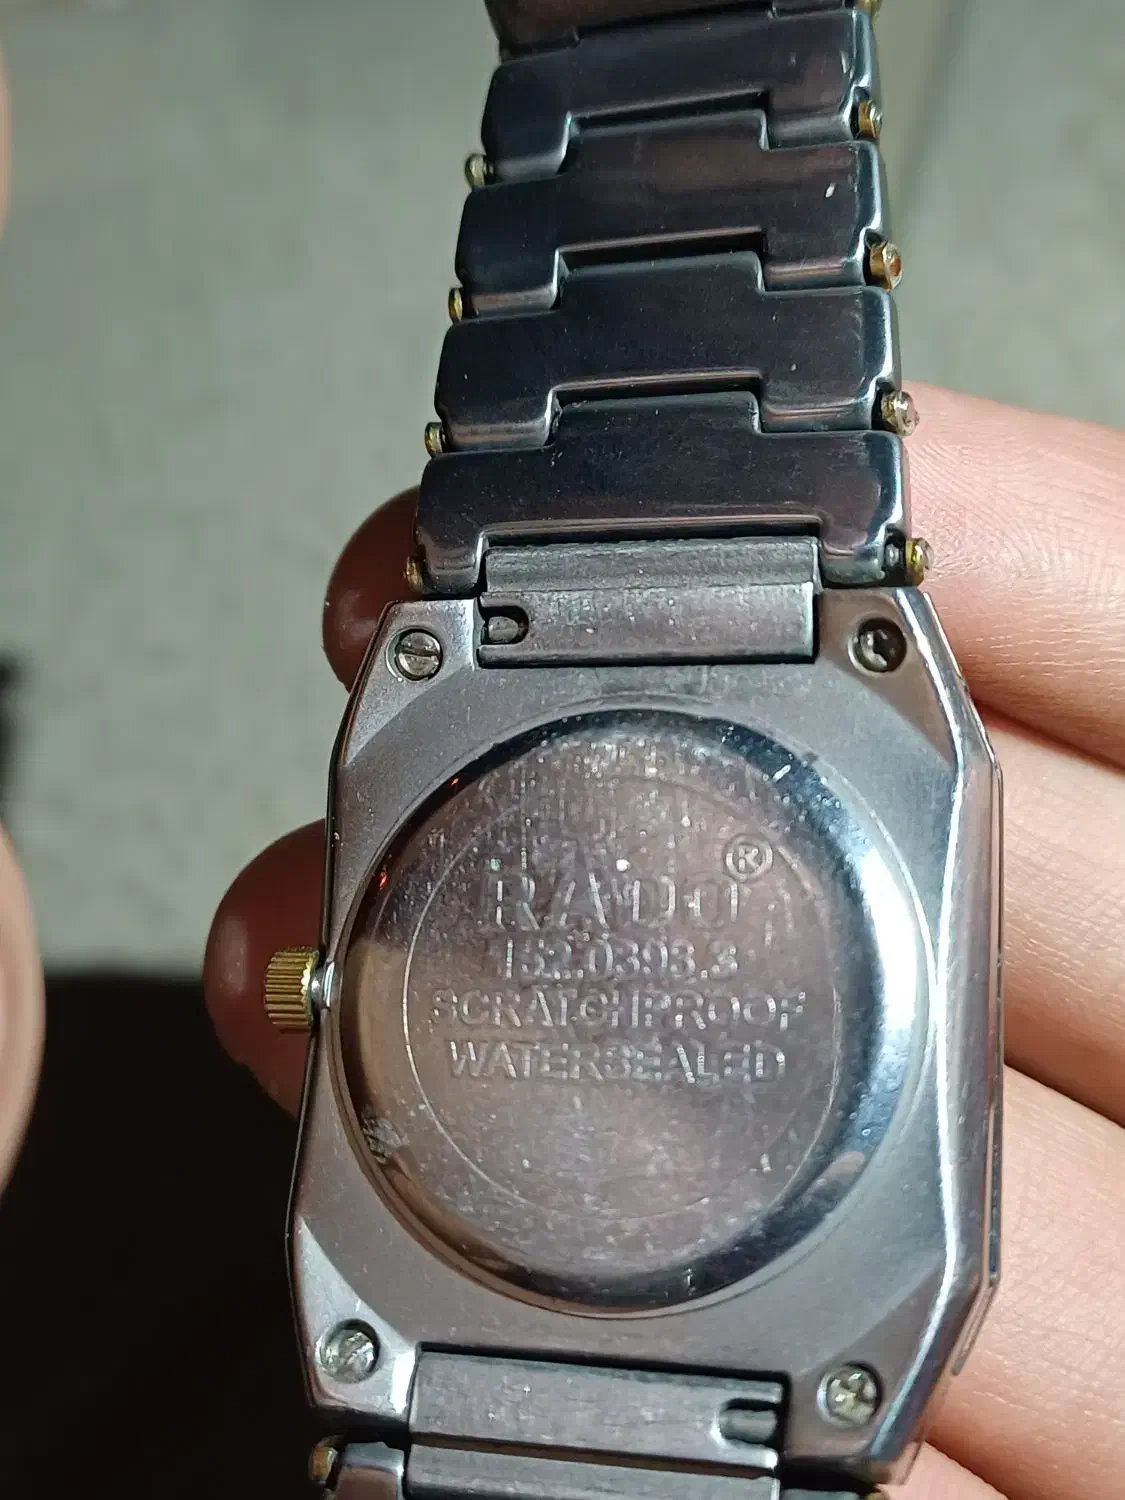 RADO®
152.0393.3
SCRATCHPROOF
WATERSEALED